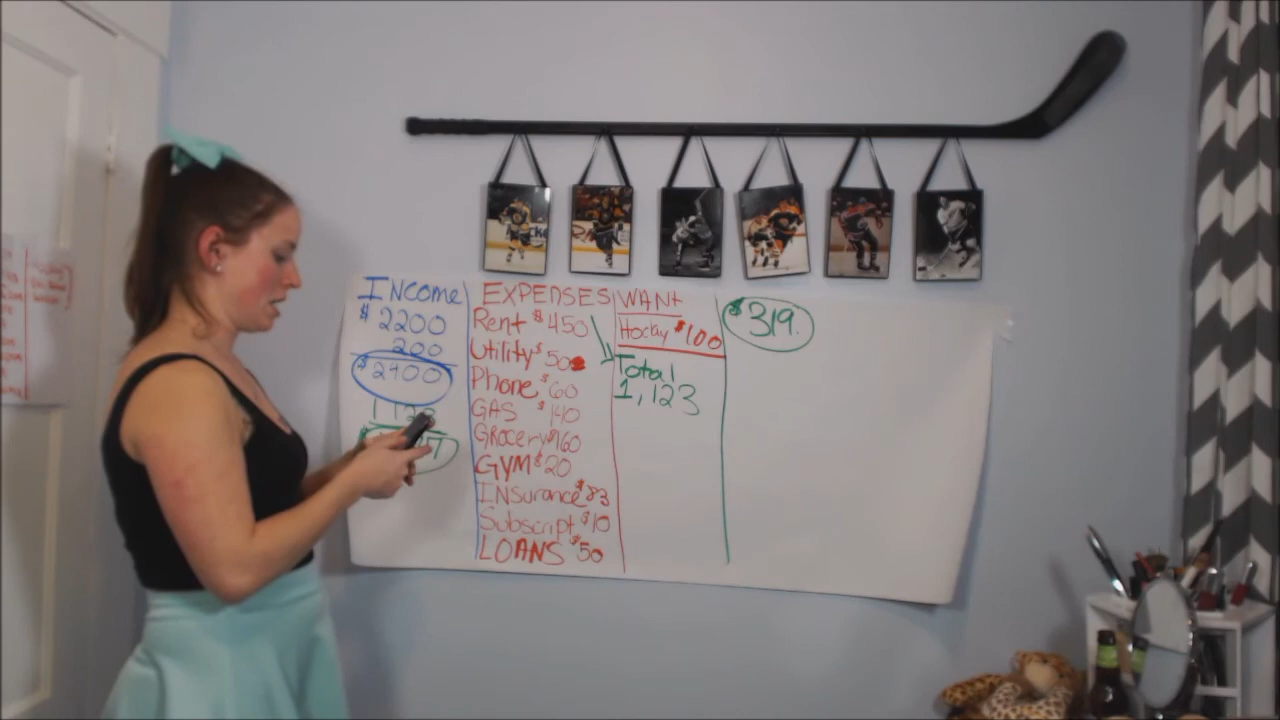 INCOME
$2200
200
$2400
EXPENSES
Rent $450
Utility $50
Phone $60
GAS $140
Grocery $160
GYM $20
INSurance $83
Subscript $10
LOANS $50
WANt
Hockey $100
Total
1,123
$319.